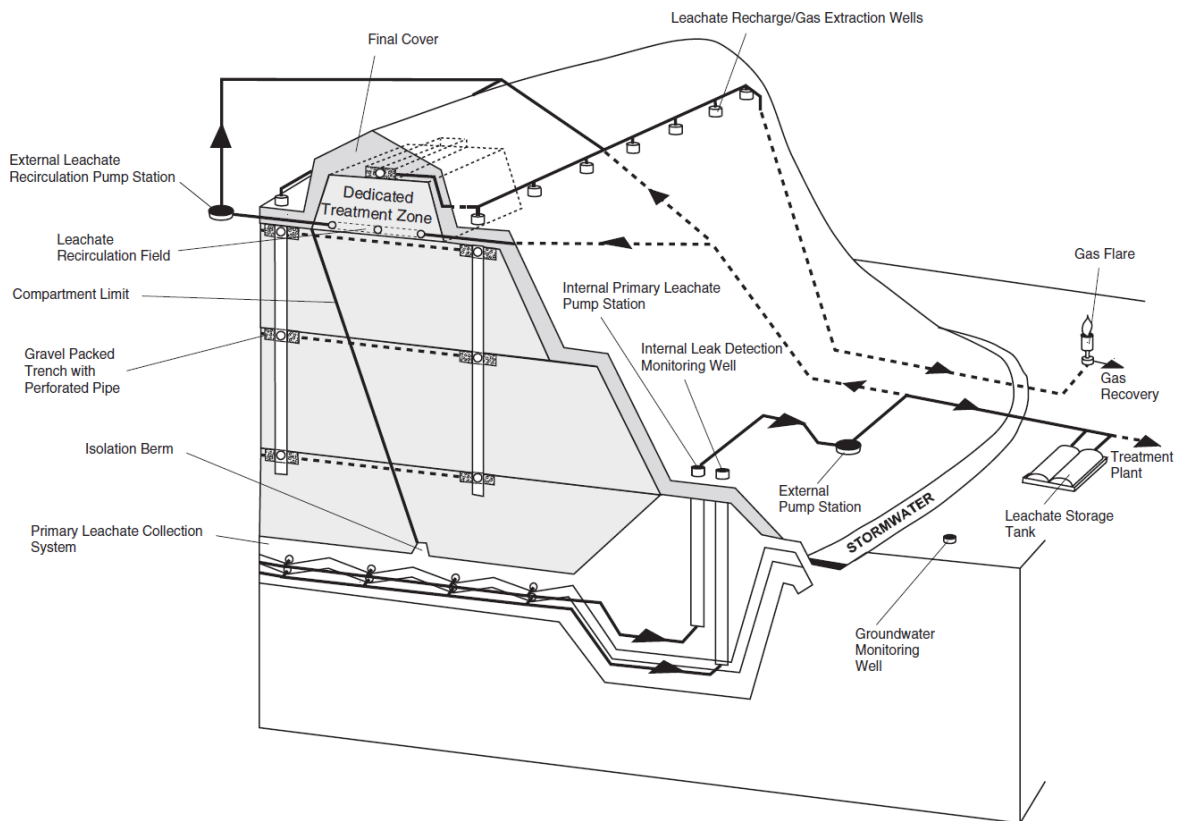 Leachate Recharge/Gas Extraction Wells
Final Cover
External Leachate
Recirculation Pump Station
Dedicated
Treatment Zone
Leachate
Recirculation Field
Compartment Limit
Gravel Packed
Trench with
Perforated Pipe
Isolation Berm
Primary Leachate Collection
System
Internal Primary Leachate
Pump Station
Internal Leak Detection
Monitoring Well
Gas Flare
Gas
Recovery
External
Pump Station
Treatment
Plant
Leachate Storage
Tank
STORMWATER
Groundwater
Monitoring
Well